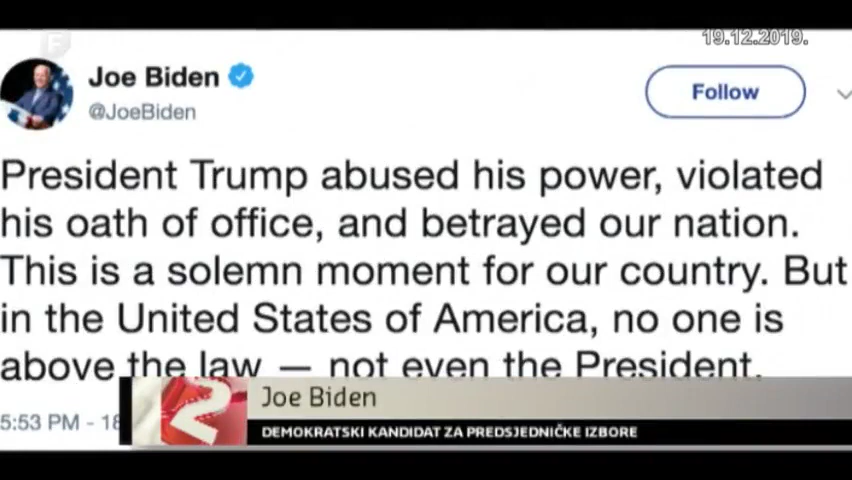 F
19.12.2019.
Joe Biden
@JoeBiden
Follow
President Trump abused his power, violated
his oath of office, and betrayed our nation.
This is a solemn moment for our country. But
in the United States of America, no one is
above the law — not even the President.
5:53 PM - 18
2
Joe Biden
DEMOKRATSKI KANDIDAT ZA PREDSJEDNIČKE IZBORE